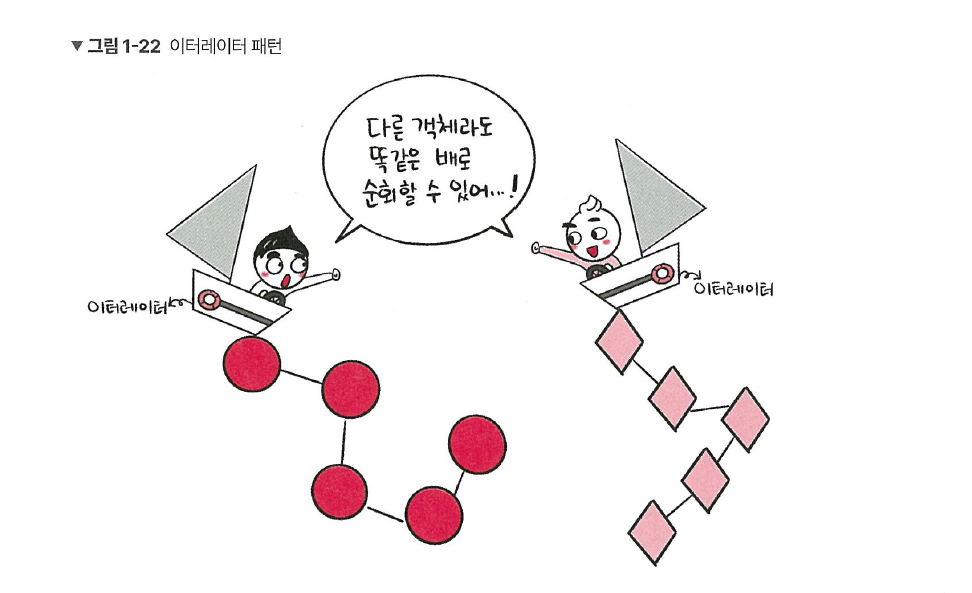 ▼ 그림 1-22 이터레이터 패턴
다른 객체라도
똑같은 배로
순회할 수 있어...!
이터레이터
이터레이터